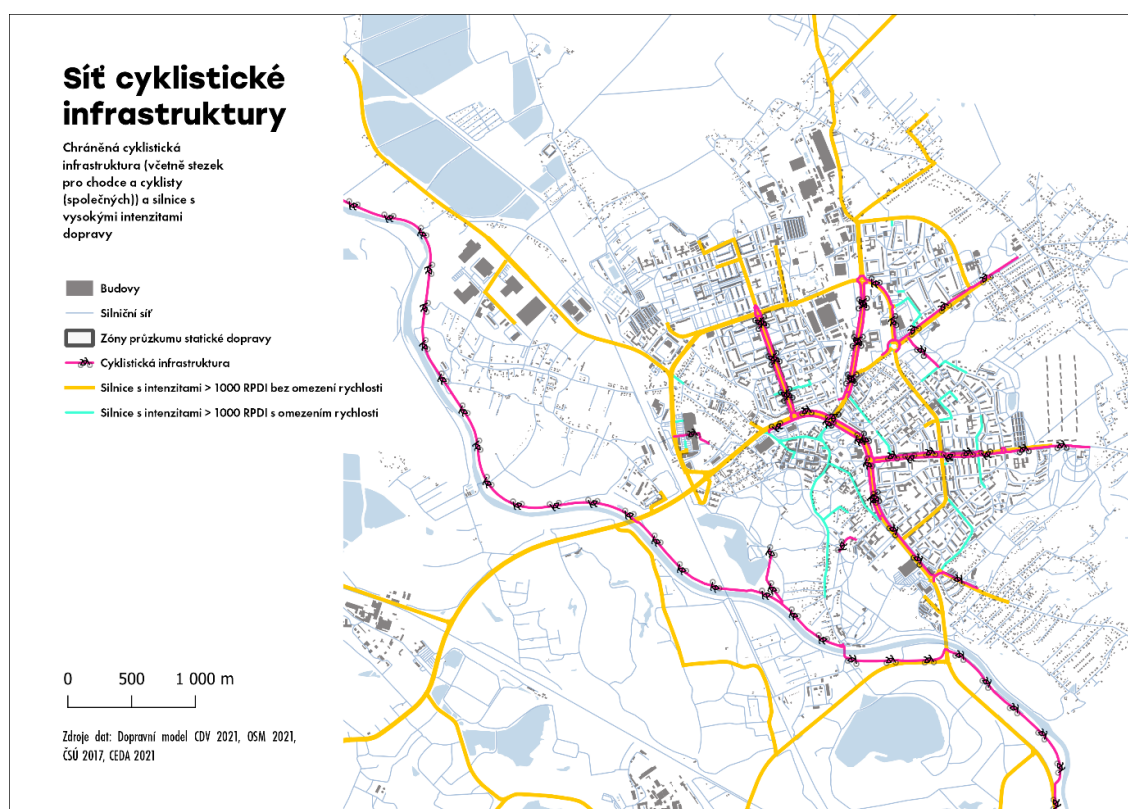 Síť cyklistické
infrastruktury
Chráněná cyklistická
infrastruktura (včetně stezek
pro chodce a cyklisty
(společných)) a silnice s
vysokými intenzitami
dopravy
Budovy
Silniční síť
Zóny průzkumu statické dopravy
Cyklistická infrastruktura
Silnice s intenzitami > 1000 RPDI bez omezení rychlosti
Silnice s intenzitami > 1000 RPDI s omezením rychlosti
0 500 1 000 m
Zdroje dat: Dopravní model CDV 2021, OSM 2021,
ČSÚ 2017, CEDA 2021